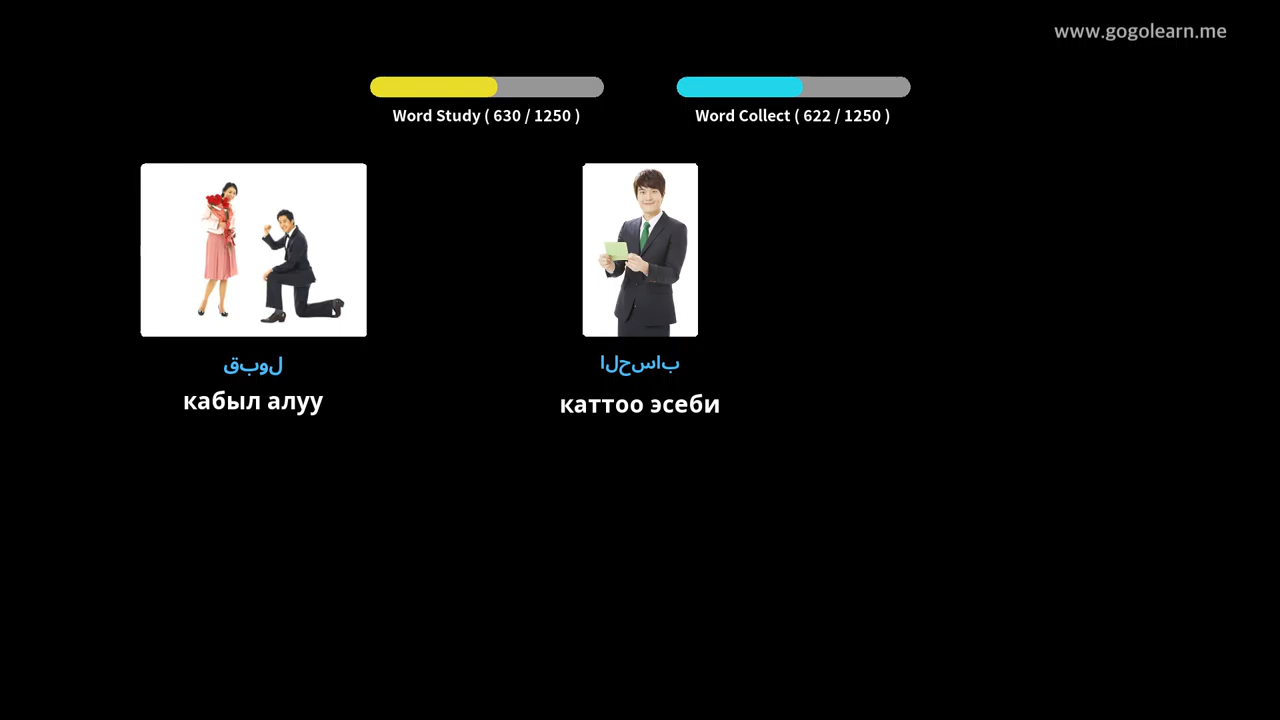 www.gogolearn.me
Word Study ( 630 / 1250 )
Word Collect ( 622 / 1250 )
قبول
кабыл алуу
الحساب
каттоо эсеби